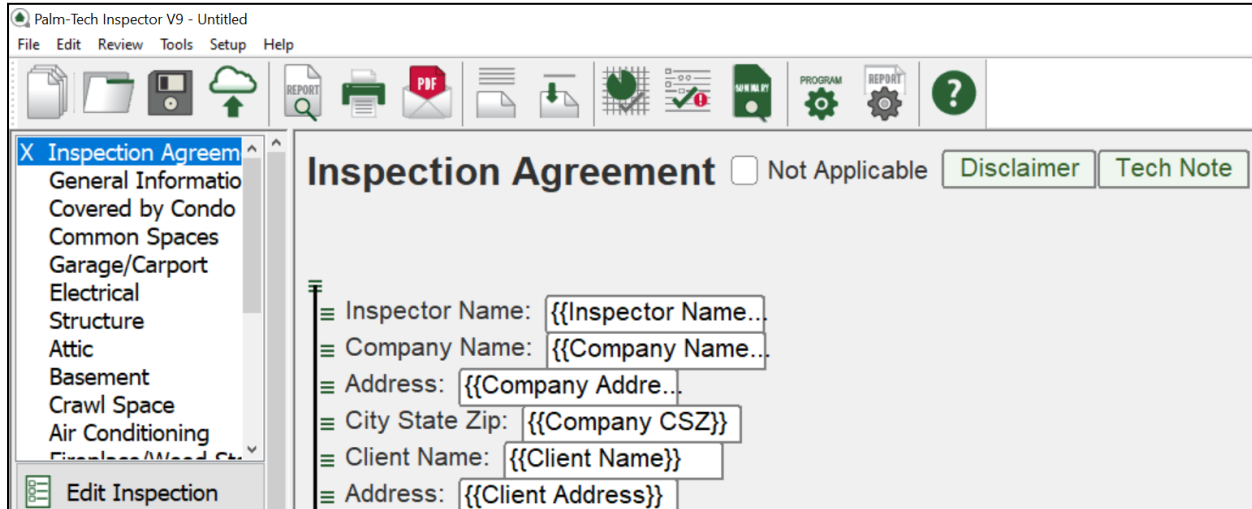 Palm-Tech Inspector V9 - Untitled
File Edit Review Tools Setup Help
REPORT PDF SUMMARY PROGRAM REPORT ?
X Inspection Agreem
General Informatio
Covered by Condo
Common Spaces
Garage/Carport
Electrical
Structure
Attic
Basement
Crawl Space
Air Conditioning
Edit Inspection
Inspection Agreement Not Applicable Disclaimer Tech Note
Inspector Name: {{Inspector Name...
Company Name: {{Company Name...
Address: {{Company Addre...
City State Zip: {{Company CSZ}}
Client Name: {{Client Name}}
Address: {{Client Address}}